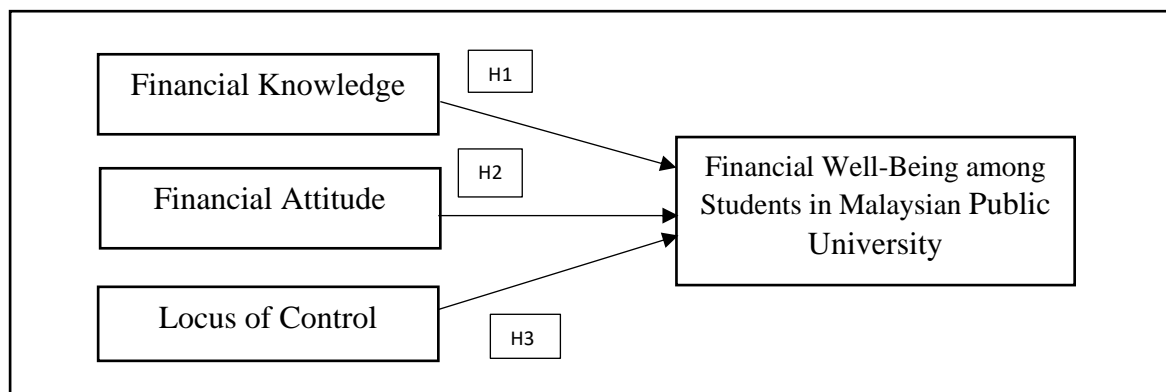 Financial Knowledge
H1
Financial Attitude
H2
Locus of Control
H3
Financial Well-Being among
Students in Malaysian Public
University